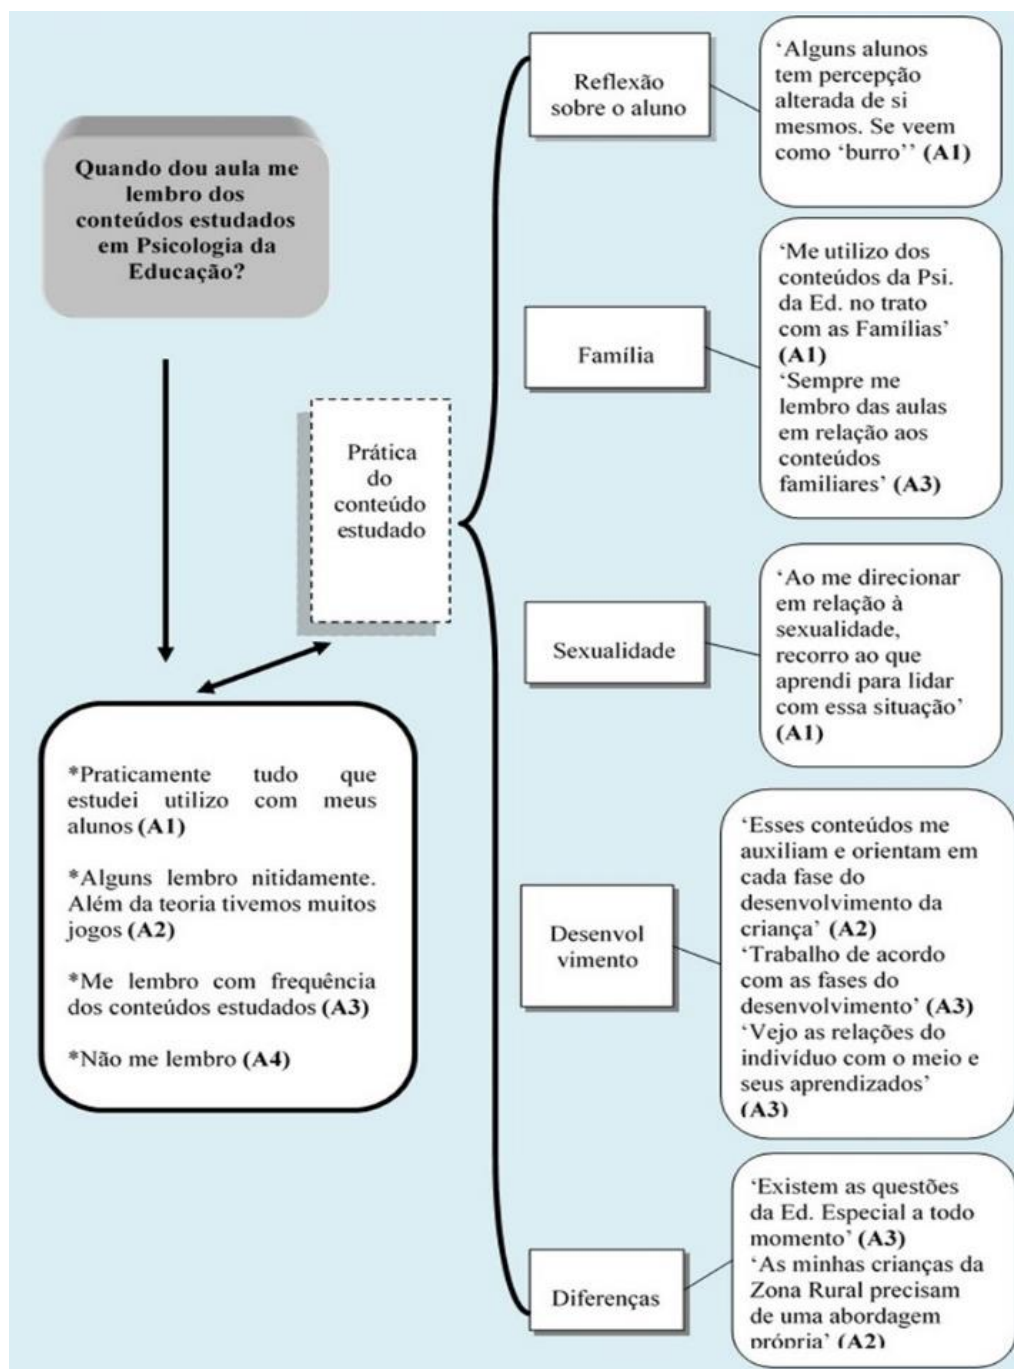 Quando dou aula me
lembro dos
conteúdos estudados
em Psicologia da
Educação?
*Praticamente tudo que
estudei utilizo com meus
alunos (A1)
*Alguns lembro nitidamente.
Além da teoria tivemos muitos
jogos (A2)
*Me lembro com frequência
dos conteúdos estudados (A3)
*Não me lembro (A4)
Prática
do
conteúdo
estudado
Reflexão
sobre o aluno
‘Alguns alunos
tem percepção
alterada de si
mesmos. Se veem
como ‘burro’’ (A1)
Família
‘Me utilizo dos
conteúdos da Psi.
da Ed. no trato
com as Famílias’
(A1)
‘Sempre me
lembro das aulas
em relação aos
conteúdos
familiares’ (A3)
Sexualidade
‘Ao me direcionar
em relação à
sexualidade,
recorro ao que
aprendi para lidar
com essa situação’
(A1)
Desenvol
vimento
‘Esses conteúdos me
auxiliam e orientam em
cada fase do
desenvolvimento da
criança’ (A2)
‘Trabalho de acordo
com as fases do
desenvolvimento’ (A3)
‘Vejo as relações do
indivíduo com o meio e
seus aprendizados’
(A3)
Diferenças
‘Existem as questões
da Ed. Especial a todo
momento’ (A3)
‘As minhas crianças da
Zona Rural precisam
de uma abordagem
própria’ (A2)